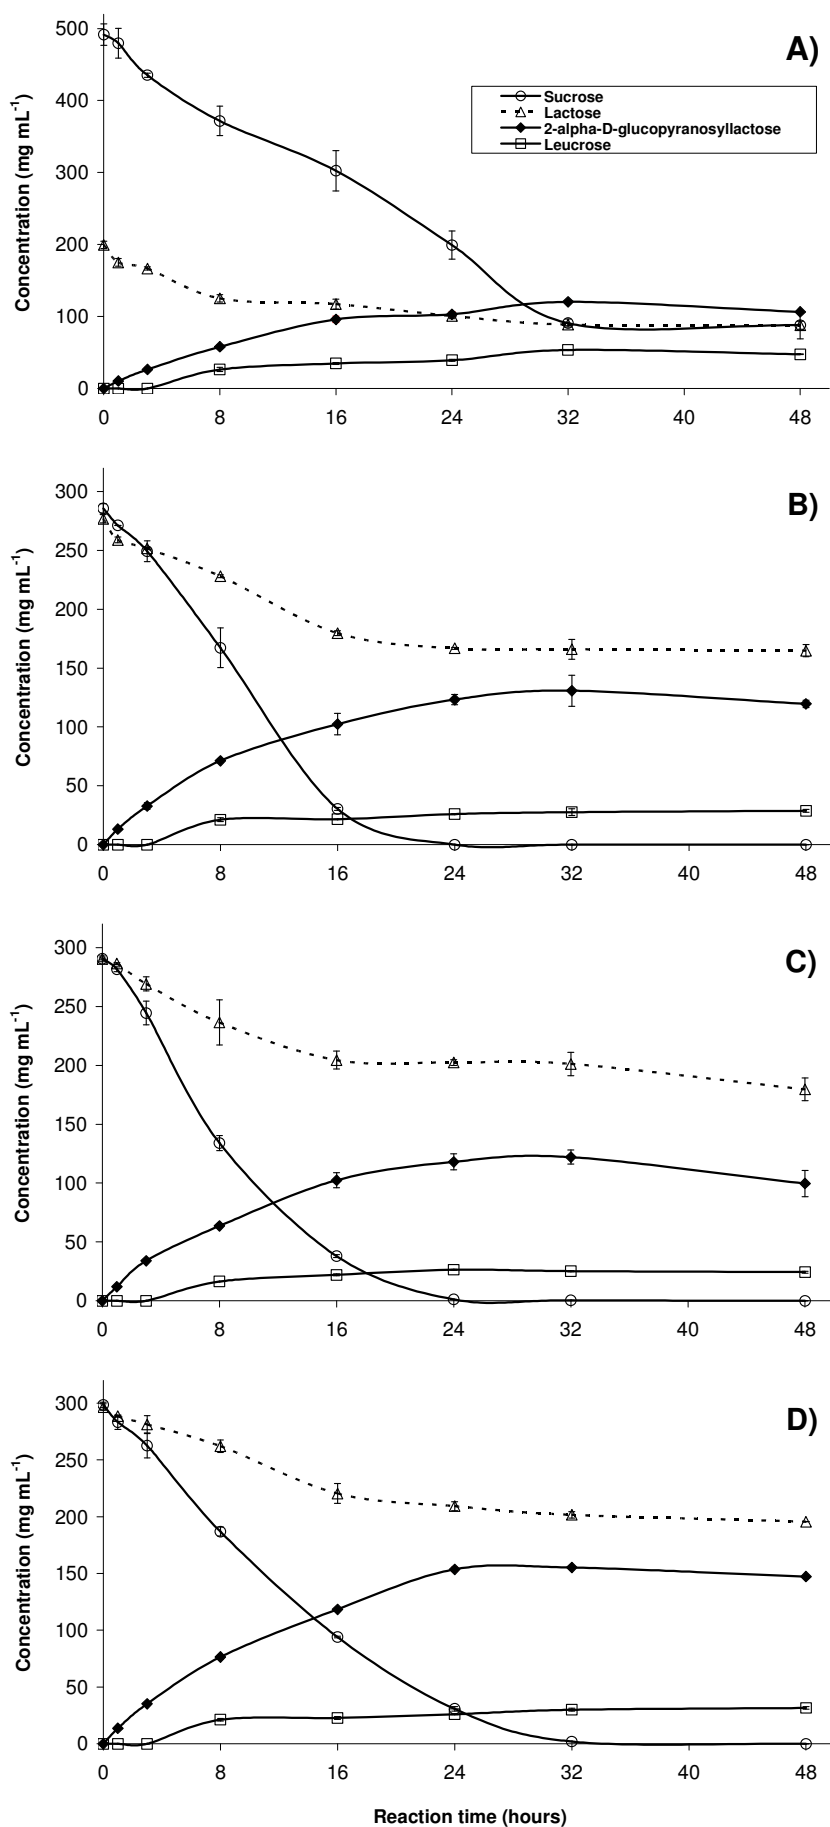 A)
Sucrose
Lactose
2-alpha-D-glucopyranosyllactose
Leucrose
Concentration (mg mL⁻¹)
500
400
300
200
100
0
0 8 16 24 32 40 48
B)
Concentration (mg mL⁻¹)
300
250
200
150
100
50
0
0 8 16 24 32 40 48
C)
Concentration (mg mL⁻¹)
300
250
200
150
100
50
0
0 8 16 24 32 40 48
D)
Concentration (mg mL⁻¹)
300
250
200
150
100
50
0
0 8 16 24 32 40 48
Reaction time (hours)